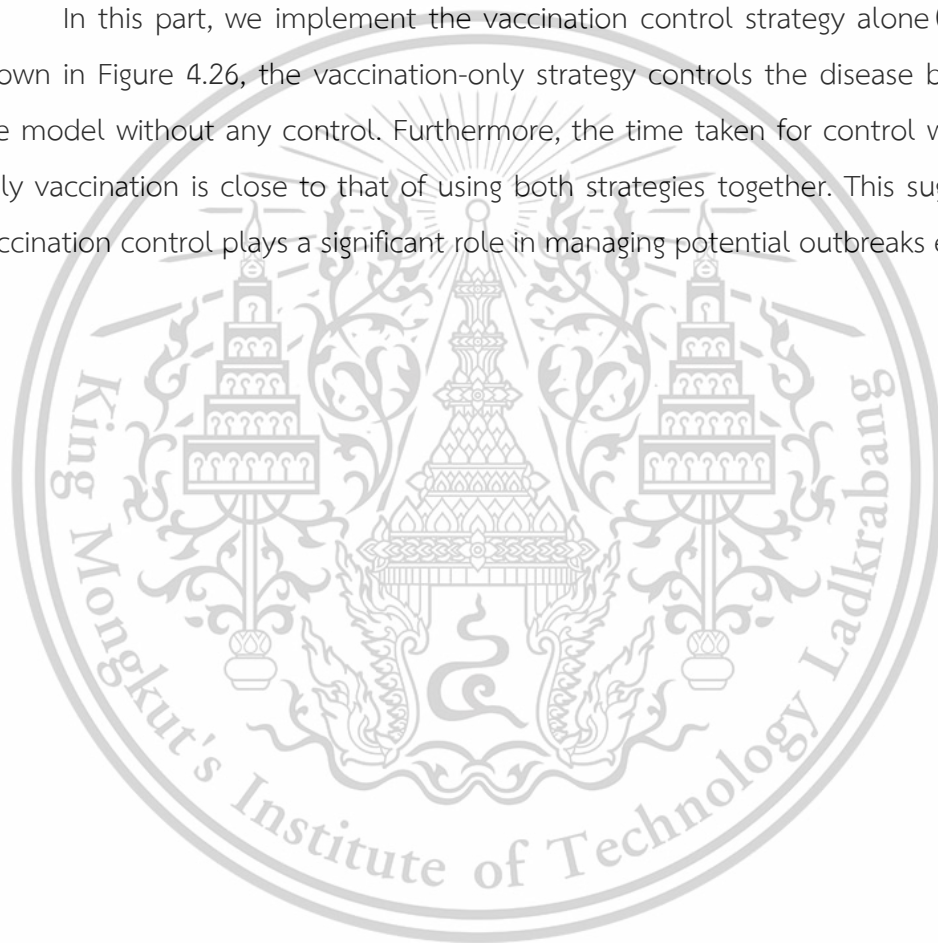 In this part, we implement the vaccination control strategy alone
own in Figure 4.26, the vaccination-only strategy controls the disease b
e model without any control. Furthermore, the time taken for control w
ly vaccination is close to that of using both strategies together. This sug
ccination control plays a significant role in managing potential outbreaks e
King Mongkut's Institute of Technology Ladkrabang